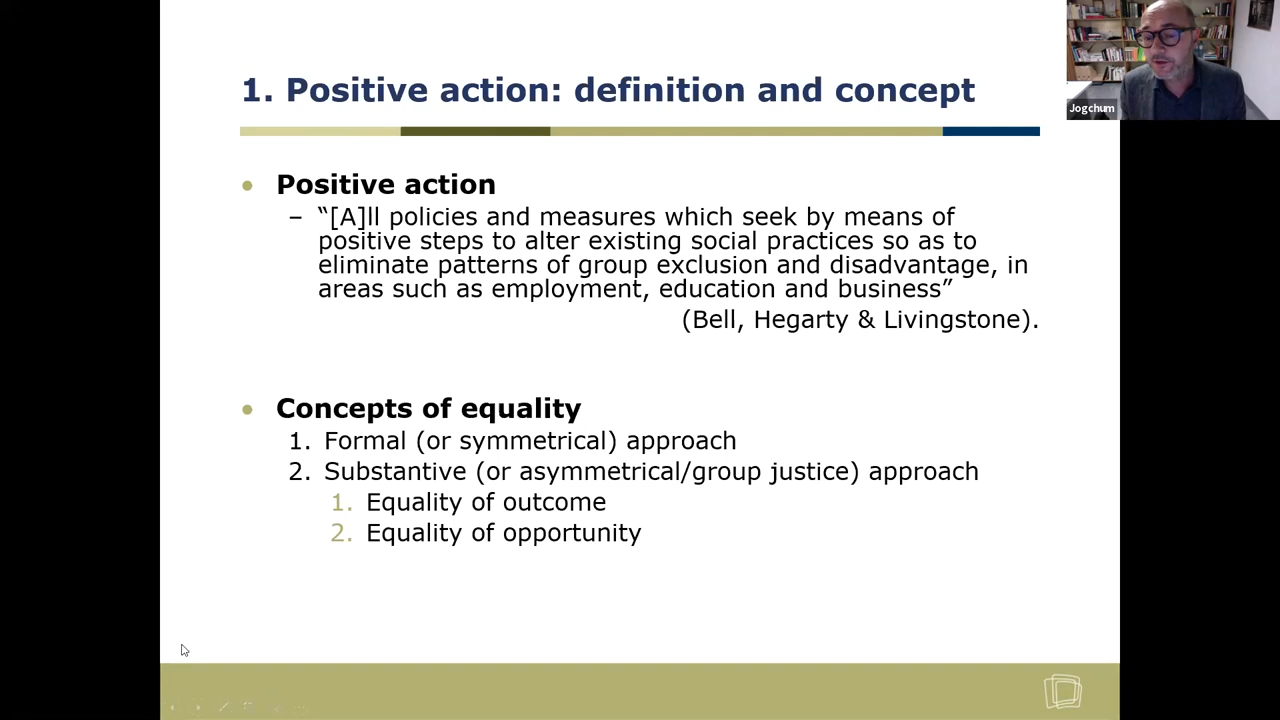 1. Positive action: definition and concept
Jogchum
• Positive action
– “[A]ll policies and measures which seek by means of
positive steps to alter existing social practices so as to
eliminate patterns of group exclusion and disadvantage, in
areas such as employment, education and business”
(Bell, Hegarty & Livingstone).
• Concepts of equality
1. Formal (or symmetrical) approach
2. Substantive (or asymmetrical/group justice) approach
1. Equality of outcome
2. Equality of opportunity